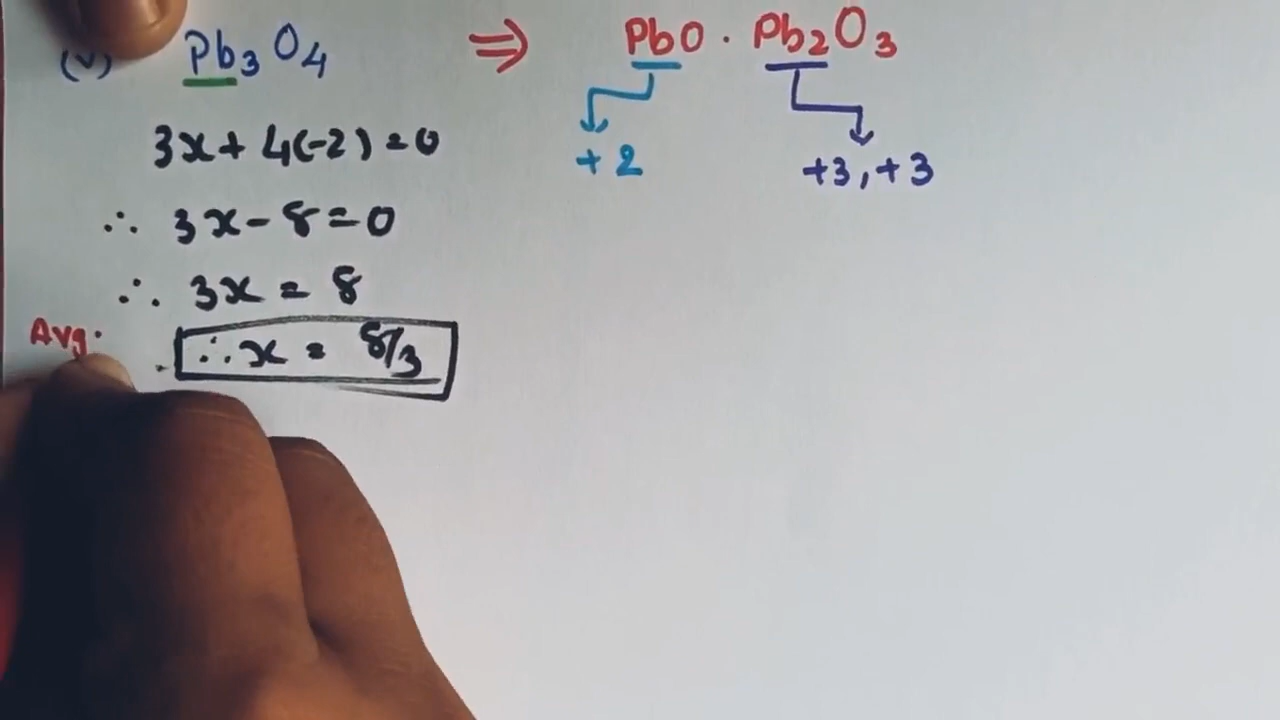 (v) Pb₃O₄ ⇒ PbO · Pb₂O₃
+2 +3, +3
3x + 4(-2) = 0
∴ 3x - 8 = 0
∴ 3x = 8
Avg.
∴ x = 8/3